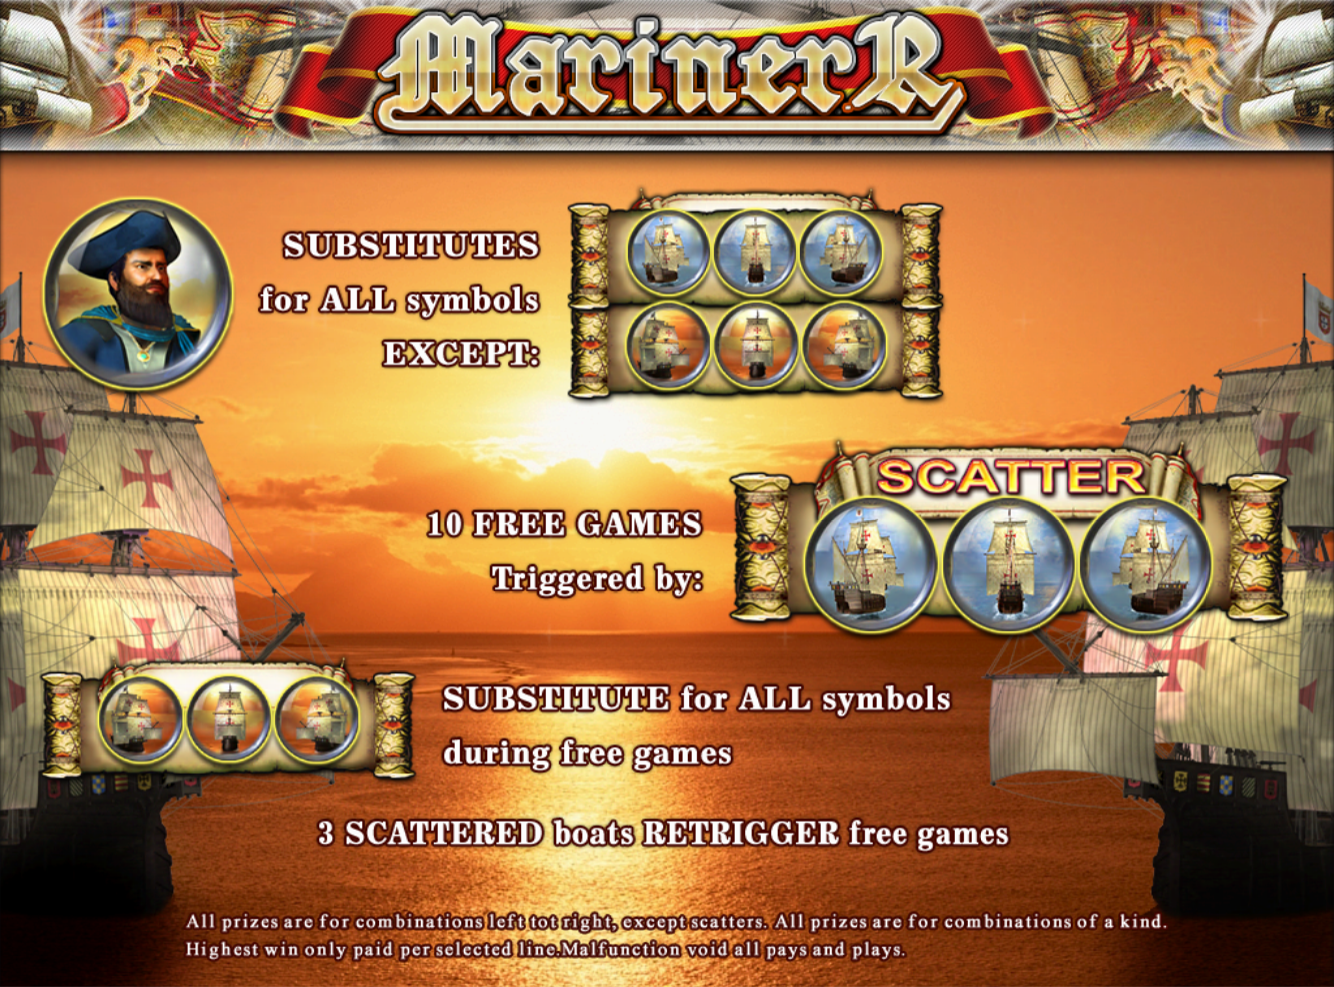 MarinerR
SUBSTITUTES
for ALL symbols
EXCEPT:
SCATTER
10 FREE GAMES
Triggered by:
SUBSTITUTE for ALL symbols
during free games
3 SCATTERED boats RETRIGGER free games
All prizes are for combinations left tot right, except scatters. All prizes are for combinations of a kind.
Highest win only paid per selected line.Malfunction void all pays and plays.